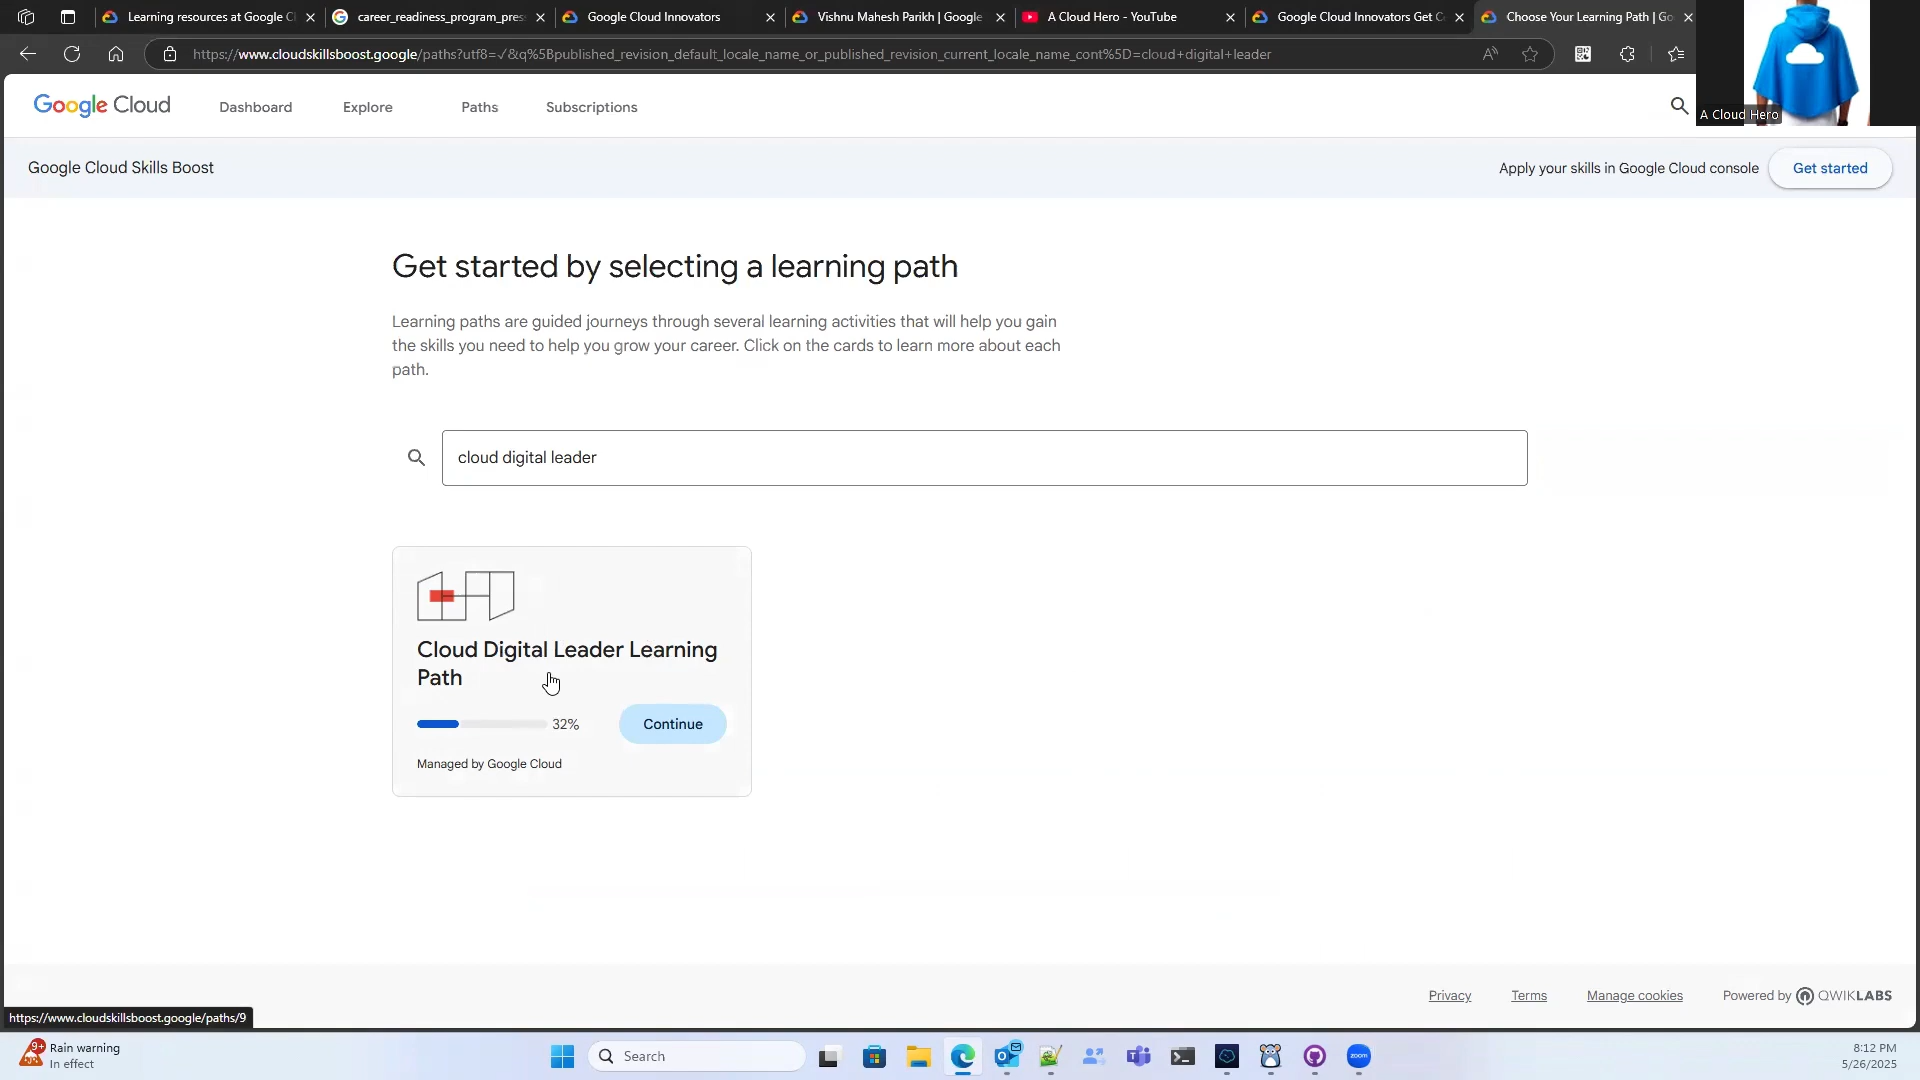 Learning resources at Google Cl
career_readiness_program_pres
Google Cloud Innovators
Vishnu Mahesh Parikh | Google
A Cloud Hero - YouTube
Google Cloud Innovators Get C
Choose Your Learning Path | Go
https://www.cloudskillsboost.google/paths?utf8=✓&q%5Bpublished_revision_default_locale_name_or_published_revision_current_locale_name_cont%5D=cloud+digital+leader
A Cloud Hero
Google Cloud
Dashboard
Explore
Paths
Subscriptions
Google Cloud Skills Boost
Apply your skills in Google Cloud console
Get started
Get started by selecting a learning path
Learning paths are guided journeys through several learning activities that will help you gain
the skills you need to help you grow your career. Click on the cards to learn more about each
path.
cloud digital leader
Cloud Digital Leader Learning
Path
32%
Continue
Managed by Google Cloud
Privacy
Terms
Manage cookies
Powered by QWIKLABS
https://www.cloudskillsboost.google/paths/9
9+
Rain warning
In effect
Search
zoom
8:12 PM
5/26/2025